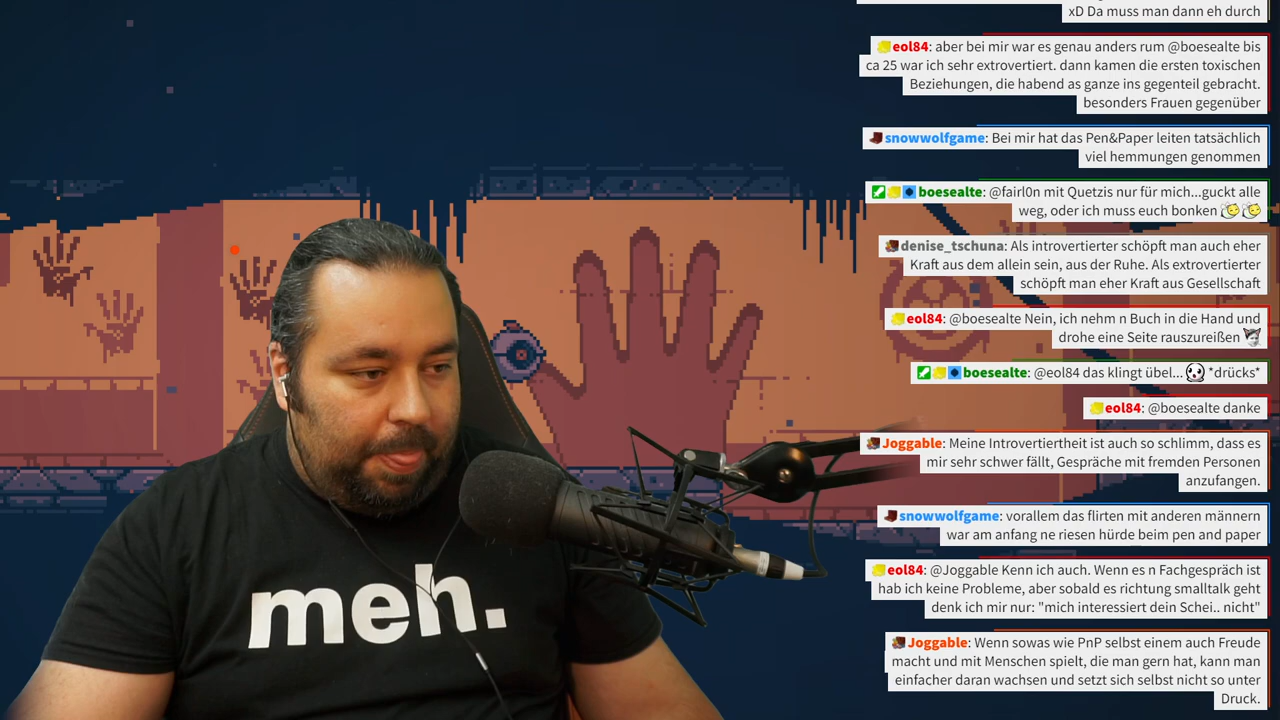 xD Da muss man dann eh durch
eol84: aber bei mir war es genau anders rum @boesealte bis
ca 25 war ich sehr extrovertiert. dann kamen die ersten toxischen
Beziehungen, die habend as ganze ins gegenteil gebracht.
besonders Frauen gegenüber
snowwolfgame: Bei mir hat das Pen&Paper leiten tatsächlich
viel hemmungen genommen
boesealte: @fairl0n mit Quetzis nur für mich...guckt alle
weg, oder ich muss euch bonken
denise_tschuna: Als introvertierter schöpft man auch eher
Kraft aus dem allein sein, aus der Ruhe. Als extrovertierter
schöpft man eher Kraft aus Gesellschaft
eol84: @boesealte Nein, ich nehm n Buch in die Hand und
drohe eine Seite rauszureißen
boesealte: @eol84 das klingt übel... *drücks*
eol84: @boesealte danke
Joggable: Meine Introvertiertheit ist auch so schlimm, dass es
mir sehr schwer fällt, Gespräche mit fremden Personen
anzufangen.
snowwolfgame: vorallem das flirten mit anderen männern
war am anfang ne riesen hürde beim pen and paper
eol84: @Joggable Kenn ich auch. Wenn es n Fachgespräch ist
hab ich keine Probleme, aber sobald es richtung smalltalk geht
denk ich mir nur: "mich interessiert dein Schei.. nicht"
Joggable: Wenn sowas wie PnP selbst einem auch Freude
macht und mit Menschen spielt, die man gern hat, kann man
einfacher daran wachsen und setzt sich selbst nicht so unter
Druck.
meh.